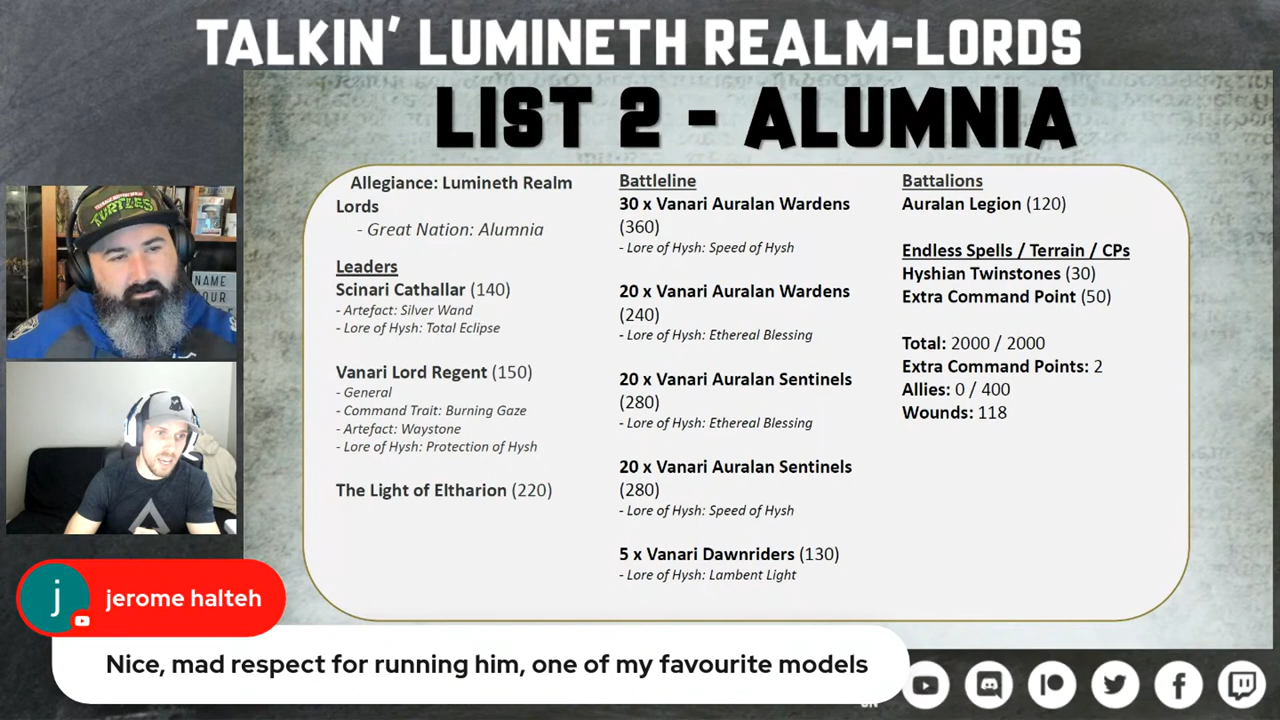 TALKIN' LUMINETH REALM-LORDS
LIST 2 - ALUMNIA
Allegiance: Lumineth Realm
Lords
- Great Nation: Alumnia
Leaders
Scinari Cathallar (140)
- Artefact: Silver Wand
- Lore of Hysh: Total Eclipse
Vanari Lord Regent (150)
- General
- Command Trait: Burning Gaze
- Artefact: Waystone
- Lore of Hysh: Protection of Hysh
The Light of Eltharion (220)
Battleline
30 x Vanari Auralan Wardens
(360)
- Lore of Hysh: Speed of Hysh
20 x Vanari Auralan Wardens
(240)
- Lore of Hysh: Ethereal Blessing
20 x Vanari Auralan Sentinels
(280)
- Lore of Hysh: Ethereal Blessing
20 x Vanari Auralan Sentinels
(280)
- Lore of Hysh: Speed of Hysh
5 x Vanari Dawnriders (130)
- Lore of Hysh: Lambent Light
Battalions
Auralan Legion (120)
Endless Spells / Terrain / CPs
Hyshian Twinstones (30)
Extra Command Point (50)
Total: 2000 / 2000
Extra Command Points: 2
Allies: 0 / 400
Wounds: 118
TURTLES
NAME
j
jerome halteh
Nice, mad respect for running him, one of my favourite models